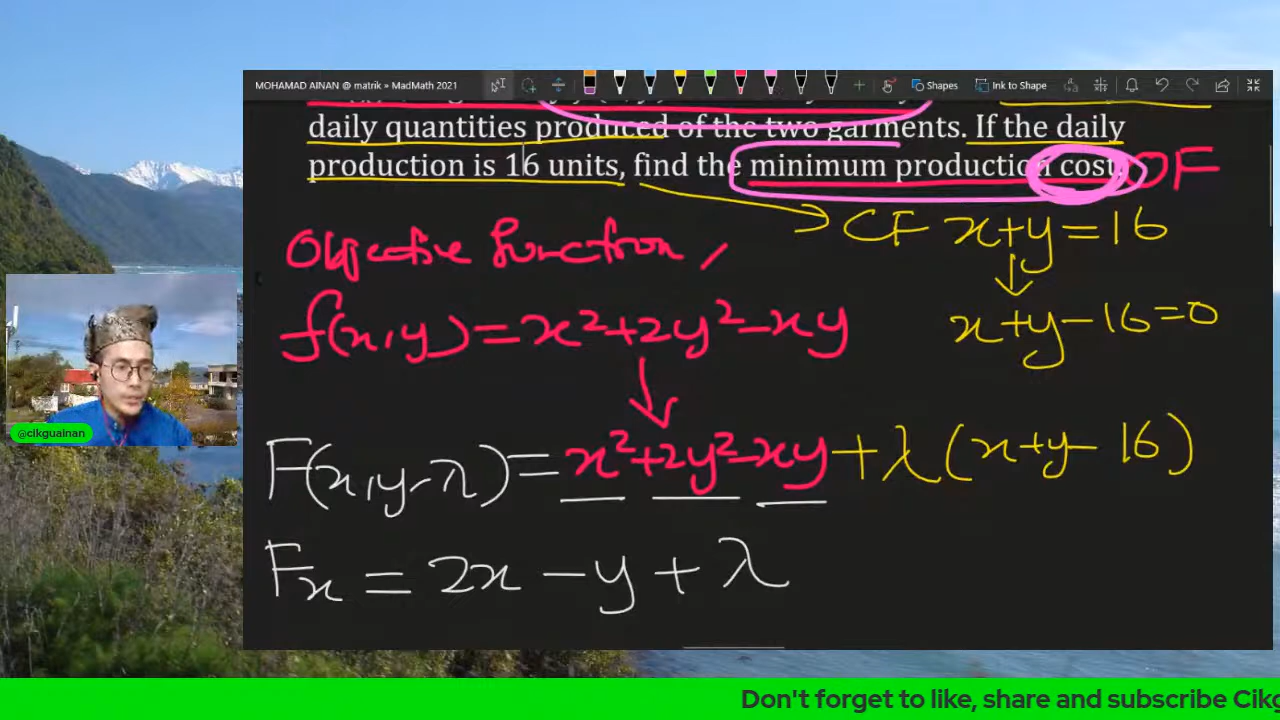 MOHAMAD AINAN @ matrik » MadMath 2021
Shapes
Ink to Shape
daily quantities produced of the two garments. If the daily
production is 16 units, find the minimum production cost.
OF
CF x+y=16
Objective function,
f(x,y)=x²+2y²-xy
x+y-16=0
F(x,y,λ)=x²+2y²-xy+λ(x+y-16)
Fx = 2x-y+λ
@cikguainan
Don't forget to like, share and subscribe Cikg